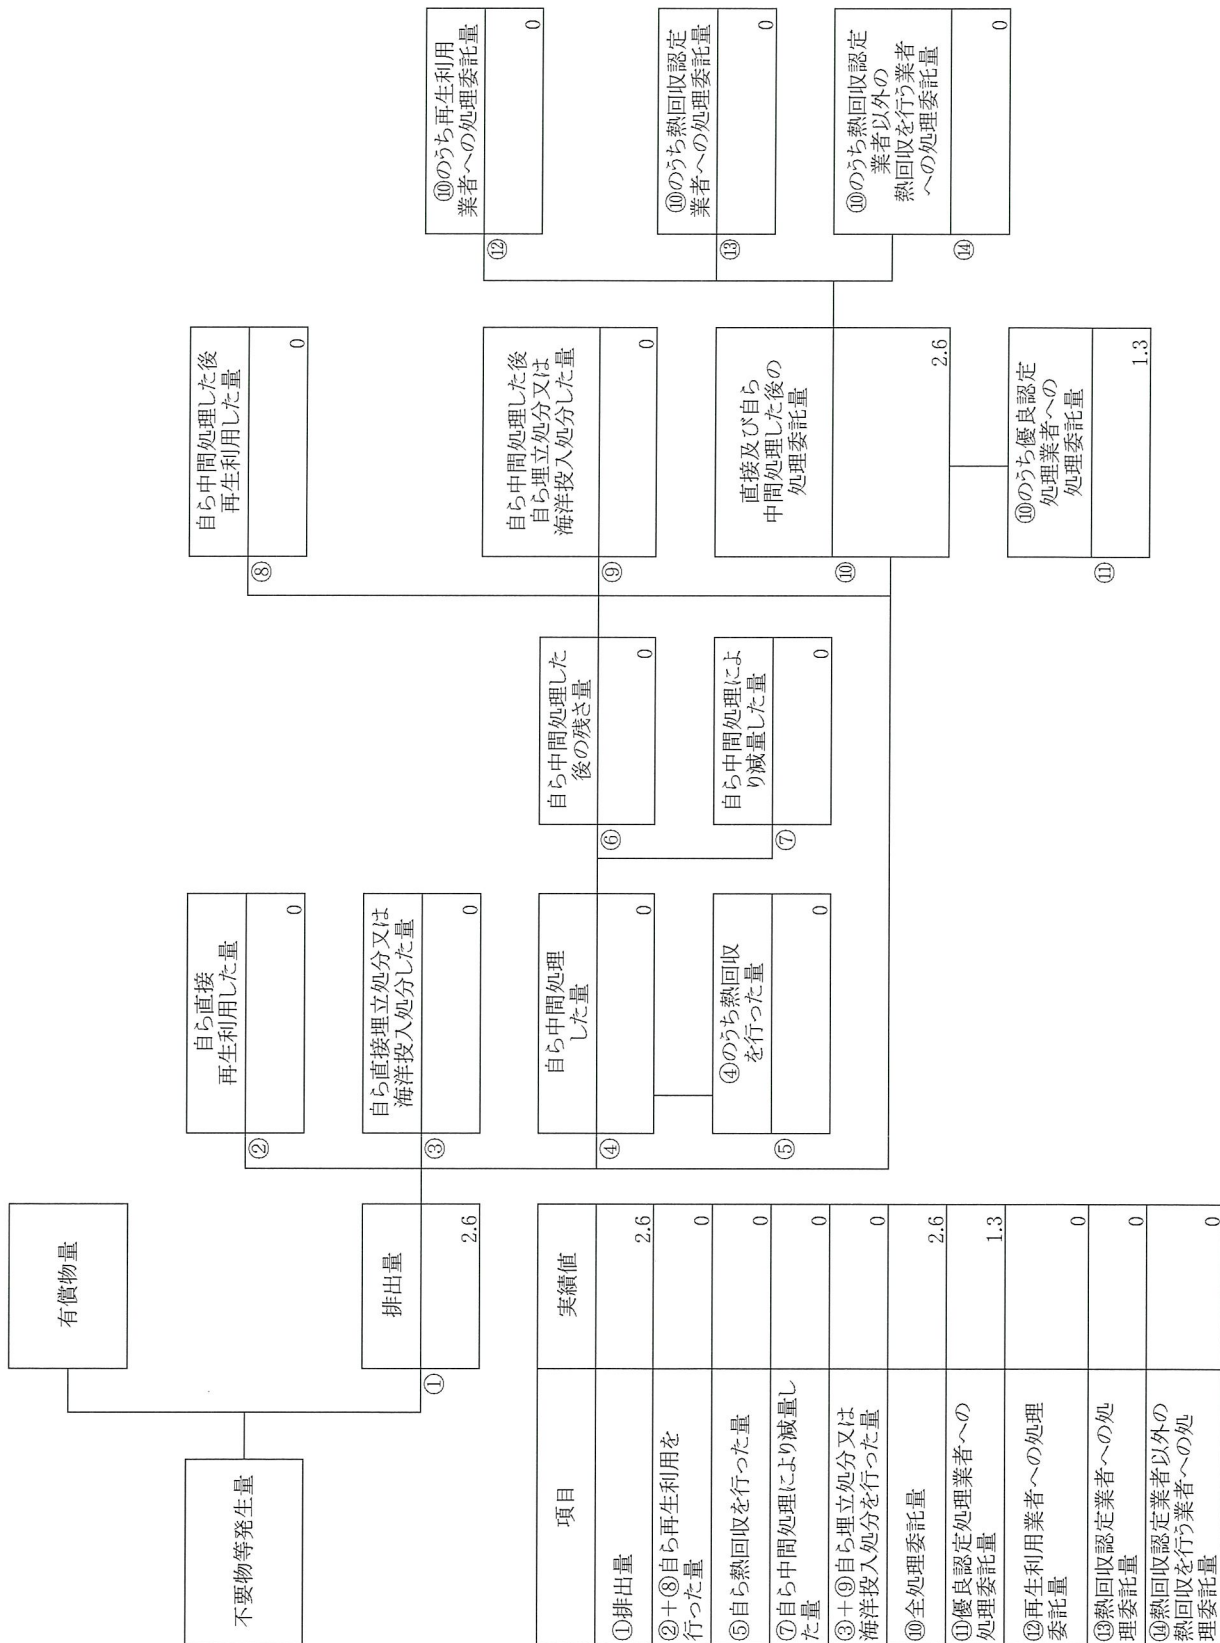 不要物等発生量
有償物量
①
排出量
2.6
②
自ら直接
再生利用した量
0
③
自ら直接埋立処分又は
海洋投入処分した量
0
④
自ら中間処理
した量
0
⑤
④のうち熱回収
を行った量
0
⑥
自ら中間処理した
後の残さ量
0
⑦
自ら中間処理によ
り減量した量
0
⑧
自ら中間処理した後
再生利用した量
0
⑨
自ら中間処理した後
自ら埋立処分又は
海洋投入処分した量
0
⑩
直接及び自ら
中間処理した後の
処理委託量
2.6
⑪
⑩のうち優良認定
処理業者への
処理委託量
1.3
⑫
⑩のうち再生利用
業者への処理委託量
0
⑬
⑩のうち熱回収認定
業者への処理委託量
0
⑭
⑩のうち熱回収認定
業者以外の
熱回収を行う業者
への処理委託量
0
項目
実績値
①排出量
2.6
②+⑧自ら再生利用を
行った量
0
⑤自ら熱回収を行った量
0
⑦自ら中間処理により減量し
た量
0
③+⑨自ら埋立処分又は
海洋投入処分を行った量
0
⑩全処理委託量
2.6
⑪優良認定処理業者への
処理委託量
1.3
⑫再生利用業者への処理
委託量
0
⑬熱回収認定業者への処
理委託量
0
⑭熱回収認定業者以外の
熱回収を行う業者への処
理委託量
0